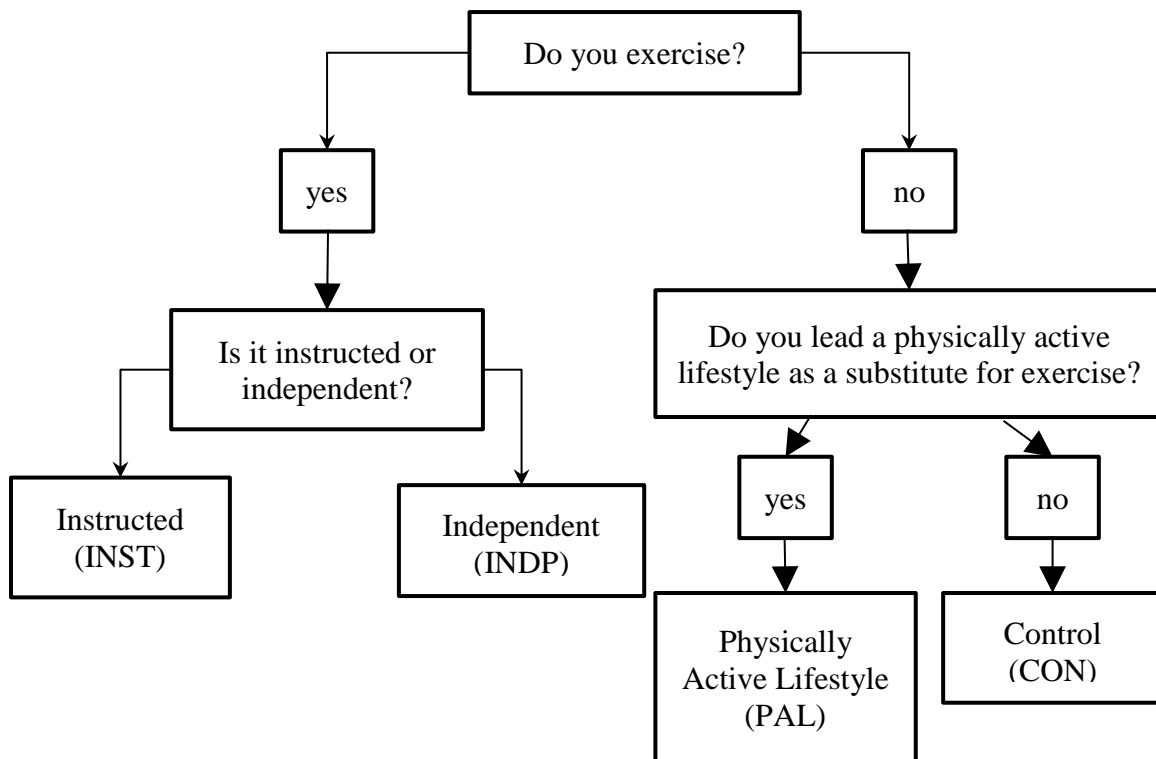 Do you exercise?
yes
no
Is it instructed or
independent?
Do you lead a physically active
lifestyle as a substitute for exercise?
Instructed
(INST)
Independent
(INDP)
yes
no
Physically
Active Lifestyle
(PAL)
Control
(CON)